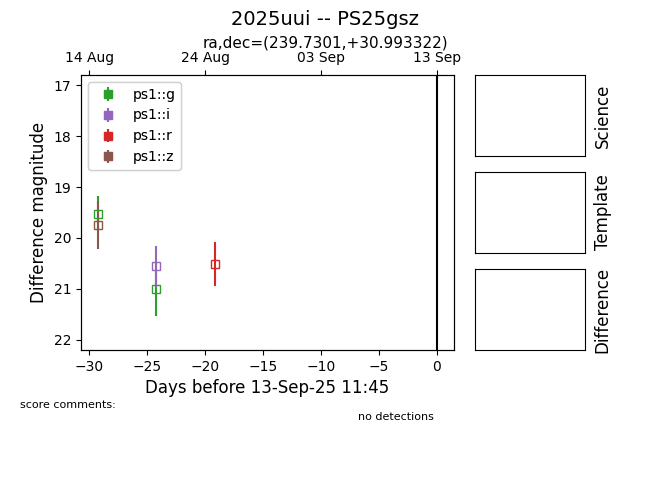 2025uui -- PS25gsz
ra,dec=(239.7301,+30.993322)
14 Aug 24 Aug 03 Sep 13 Sep
ps1::g
ps1::i
ps1::r
ps1::z
17
18
19
20
21
22
Difference magnitude
−30 −25 −20 −15 −10 −5 0
Days before 13-Sep-25 11:45
Science
Template
Difference
score comments:
no detections